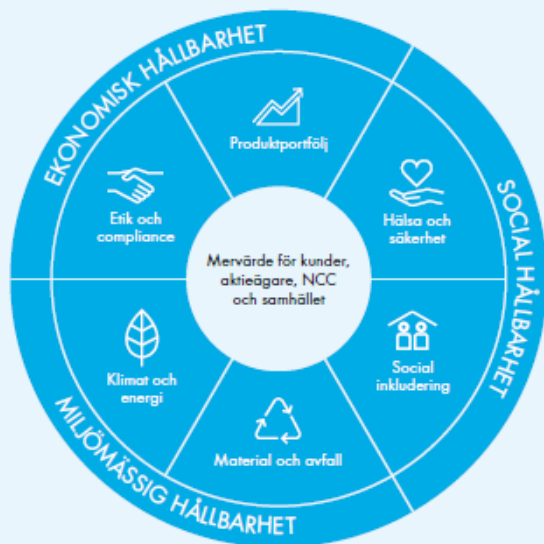 EKONOMISK HÅLLBARHET
Produktportfölj
Etik och
compliance
Hälsa och
säkerhet
SOCIAL HÅLLBARHET
Mervärde för kunder,
aktieägare, NCC
och samhället
Klimat och
energi
Social
inkludering
Material och avfall
MILJÖMÄSSIG HÅLLBARHET